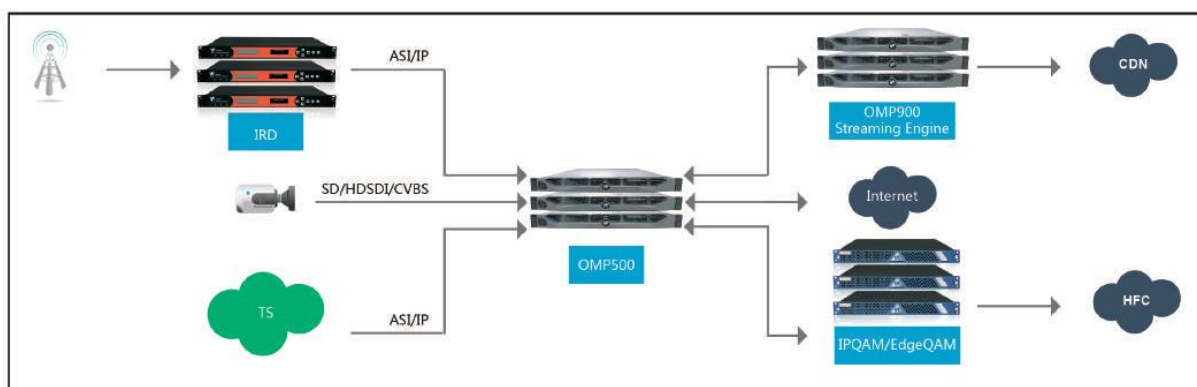 ASI/IP
IRD
OMP900
Streaming Engine
CDN
SD/HDSDI/CVBS
Internet
OMP500
TS
ASI/IP
IPQAM/EdgeQAM
HFC